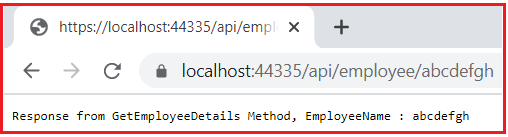 https://localhost:44335/api/empl
localhost:44335/api/employee/abcdefgh
Response from GetEmployeeDetails Method, EmployeeName : abcdefgh